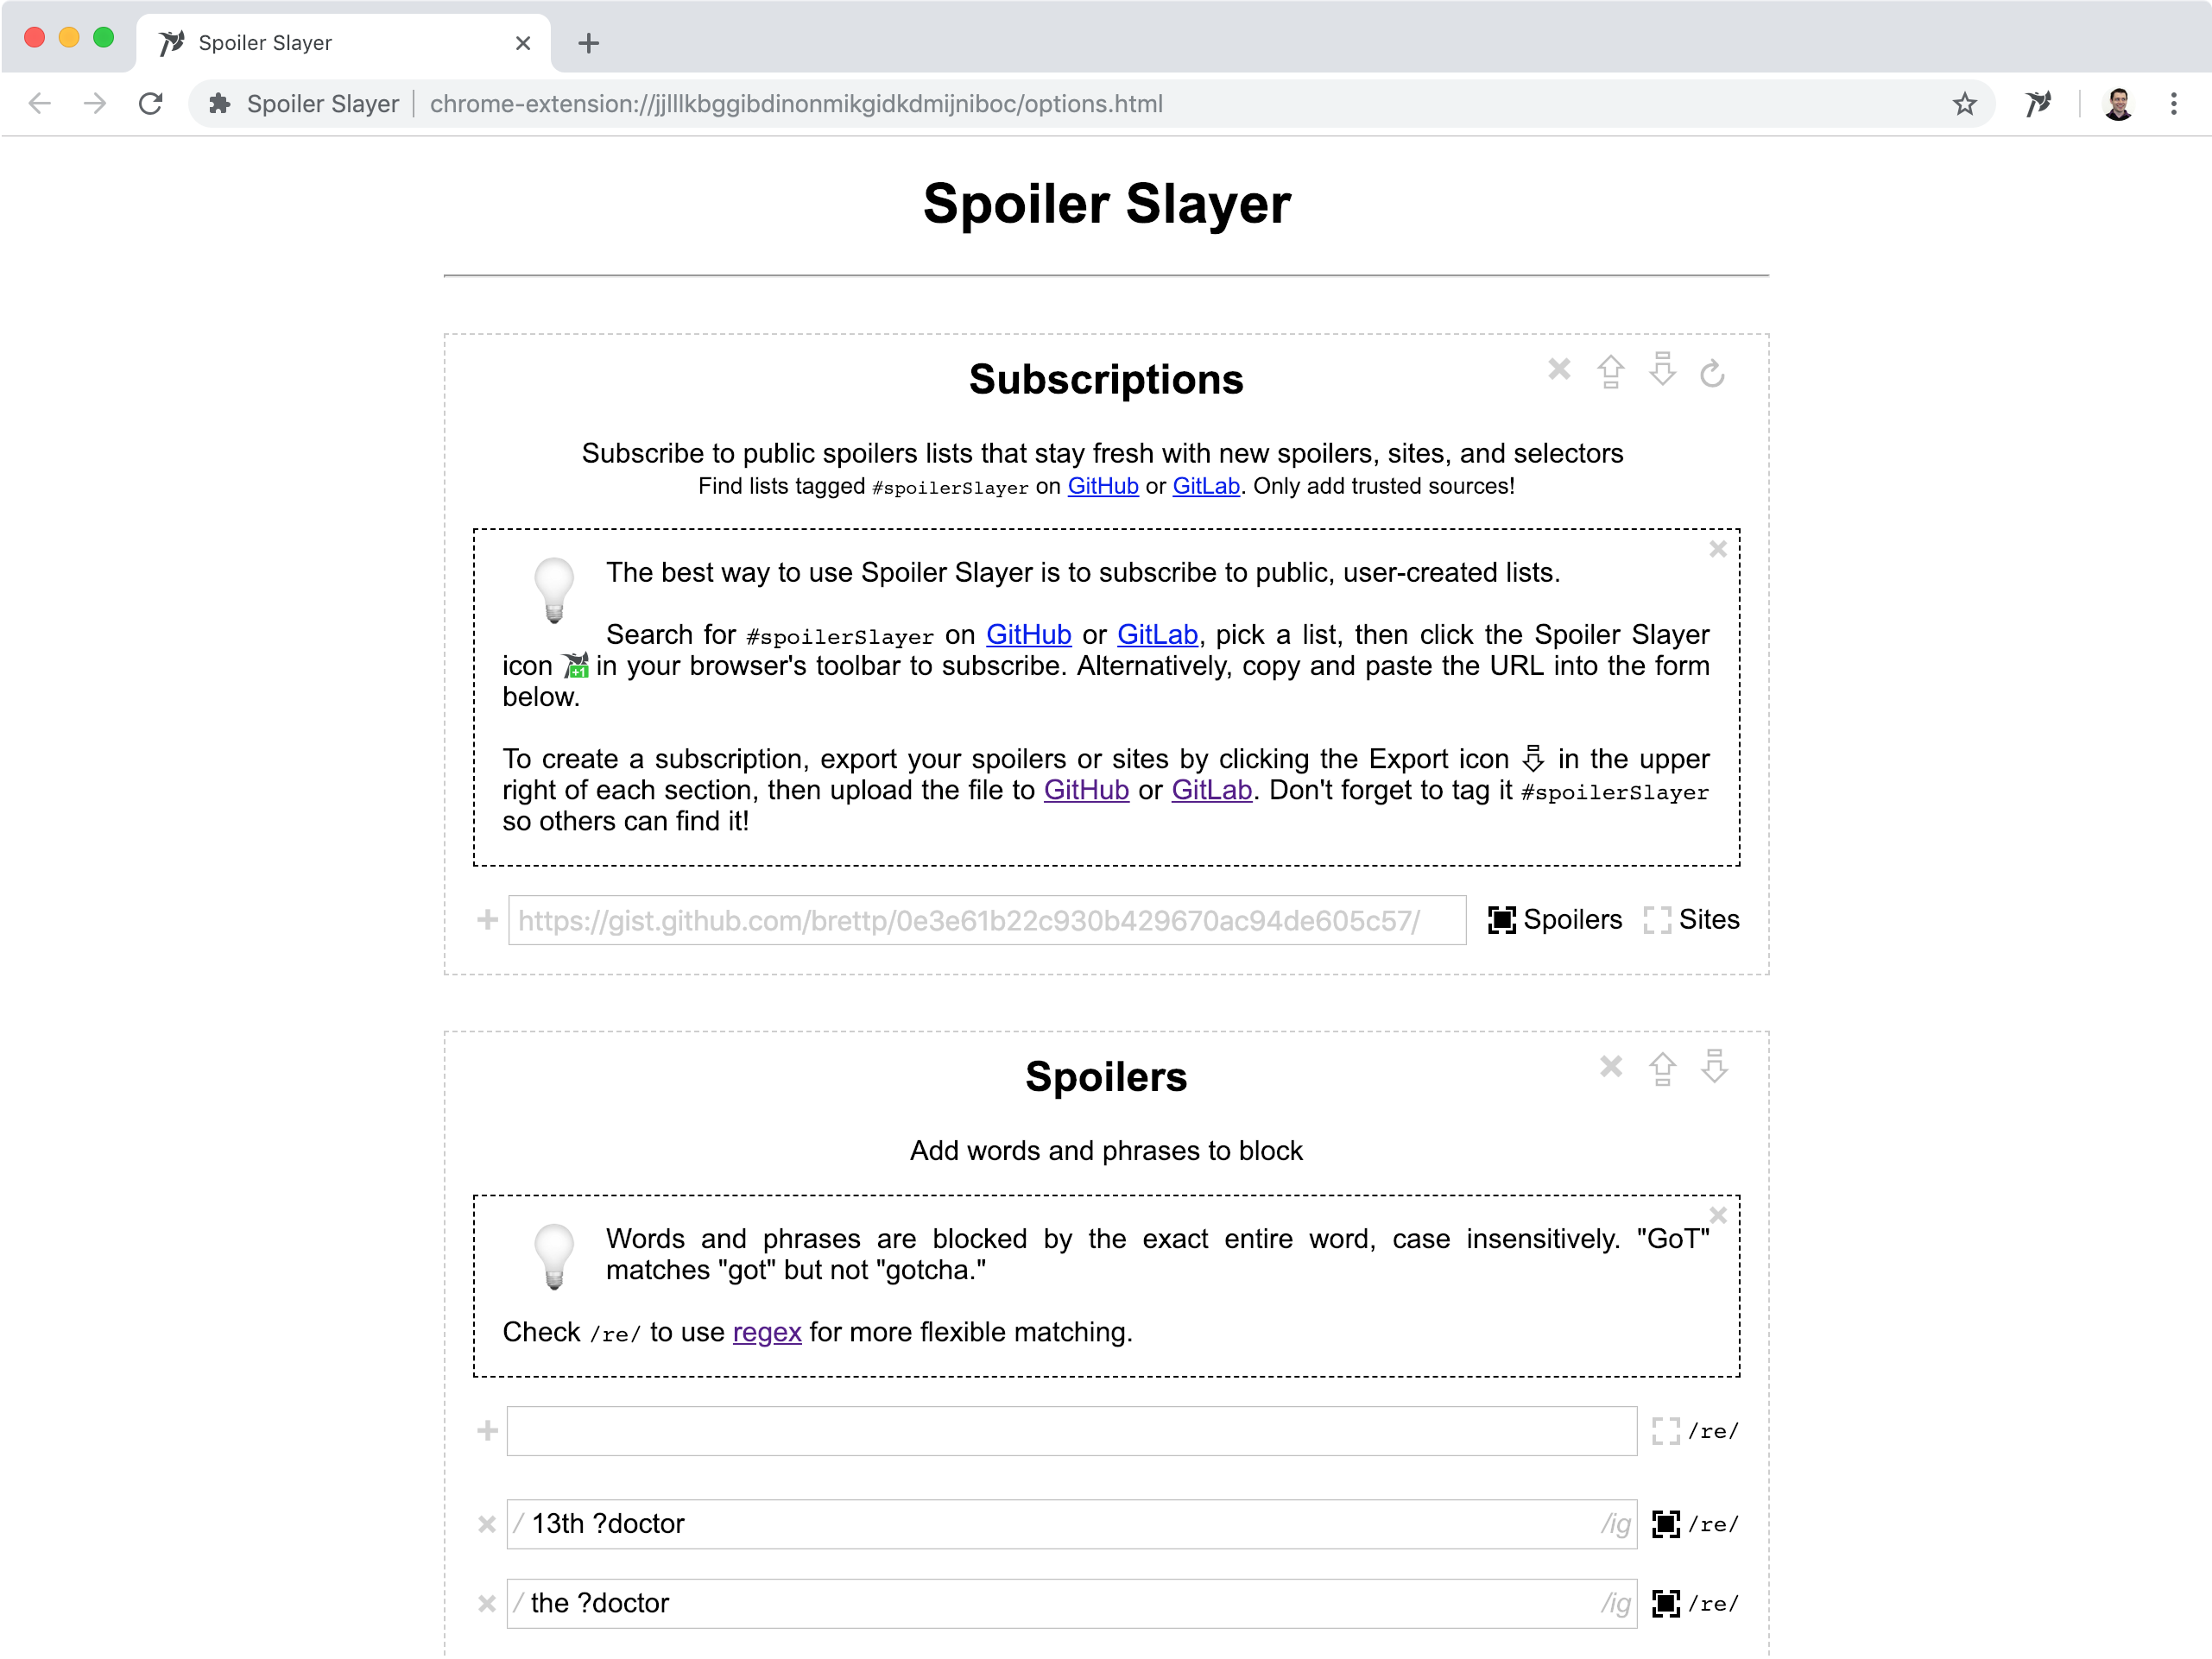 Spoiler Slayer
Spoiler Slayer | chrome-extension://jjlllkbggibdinonmikgidkdmijniboc/options.html
Spoiler Slayer
Subscriptions
Subscribe to public spoilers lists that stay fresh with new spoilers, sites, and selectors
Find lists tagged #spoilerSlayer on GitHub or GitLab. Only add trusted sources!
The best way to use Spoiler Slayer is to subscribe to public, user-created lists.
Search for #spoilerSlayer on GitHub or GitLab, pick a list, then click the Spoiler Slayer
icon +1 in your browser's toolbar to subscribe. Alternatively, copy and paste the URL into the form
below.
To create a subscription, export your spoilers or sites by clicking the Export icon in the upper
right of each section, then upload the file to GitHub or GitLab. Don't forget to tag it #spoilerSlayer
so others can find it!
https://gist.github.com/brettp/0e3e61b22c930b429670ac94de605c57/ Spoilers Sites
Spoilers
Add words and phrases to block
Words and phrases are blocked by the exact entire word, case insensitively. "GoT"
matches "got" but not "gotcha."
Check /re/ to use regex for more flexible matching.
/re/
/ 13th ?doctor /ig /re/
/ the ?doctor /ig /re/